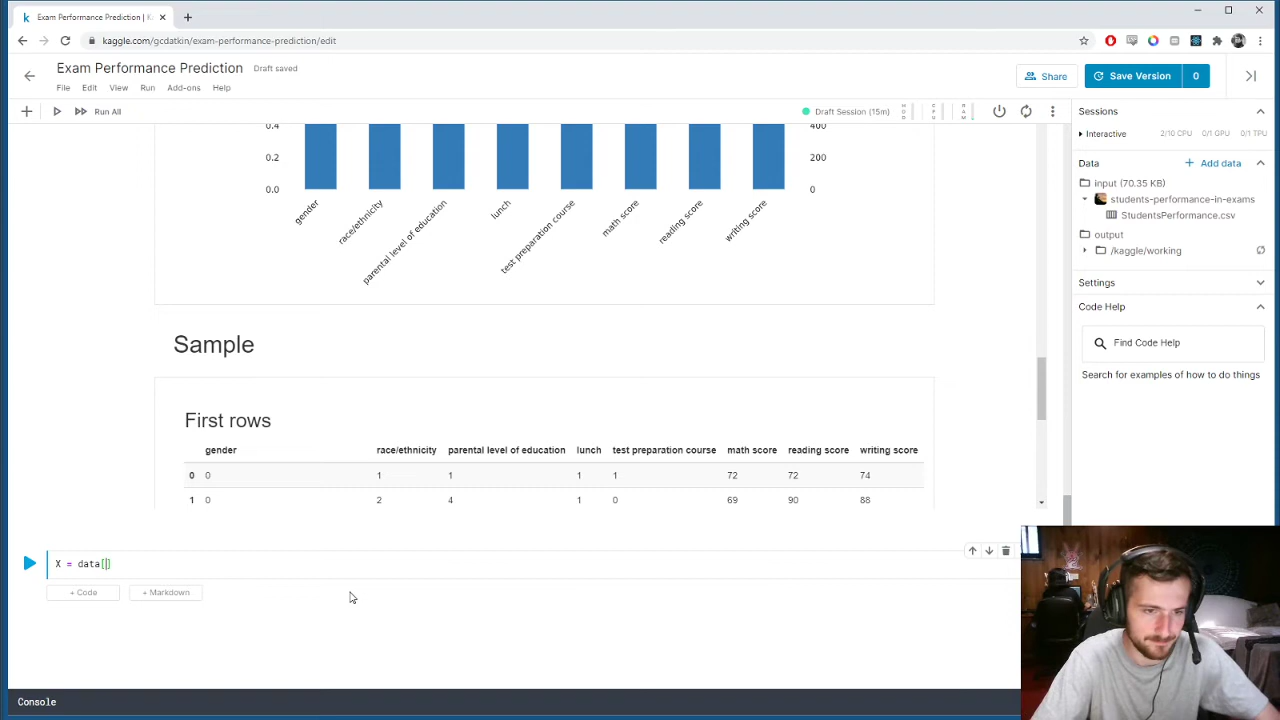 Exam Performance Prediction | K
kaggle.com/gcdatkin/exam-performance-prediction/edit
Exam Performance Prediction
Draft saved
Share
Save Version
0
File
Edit
View
Run
Add-ons
Help
Run All
Draft Session (15m)
Sessions
Interactive
2/10 CPU
0/1 GPU
0/1 TPU
Data
Add data
input (70.35 KB)
students-performance-in-exams
StudentsPerformance.csv
output
/kaggle/working
Settings
Code Help
Find Code Help
Search for examples of how to do things
0.4
400
0.2
200
0.0
0
gender
race/ethnicity
parental level of education
lunch
test preparation course
math score
reading score
writing score
Sample
First rows
gender race/ethnicity parental level of education lunch test preparation course math score reading score writing score
0 0 1 1 1 1 72 72 74
1 0 2 4 1 0 69 90 88
X = data[]
+ Code
+ Markdown
Console